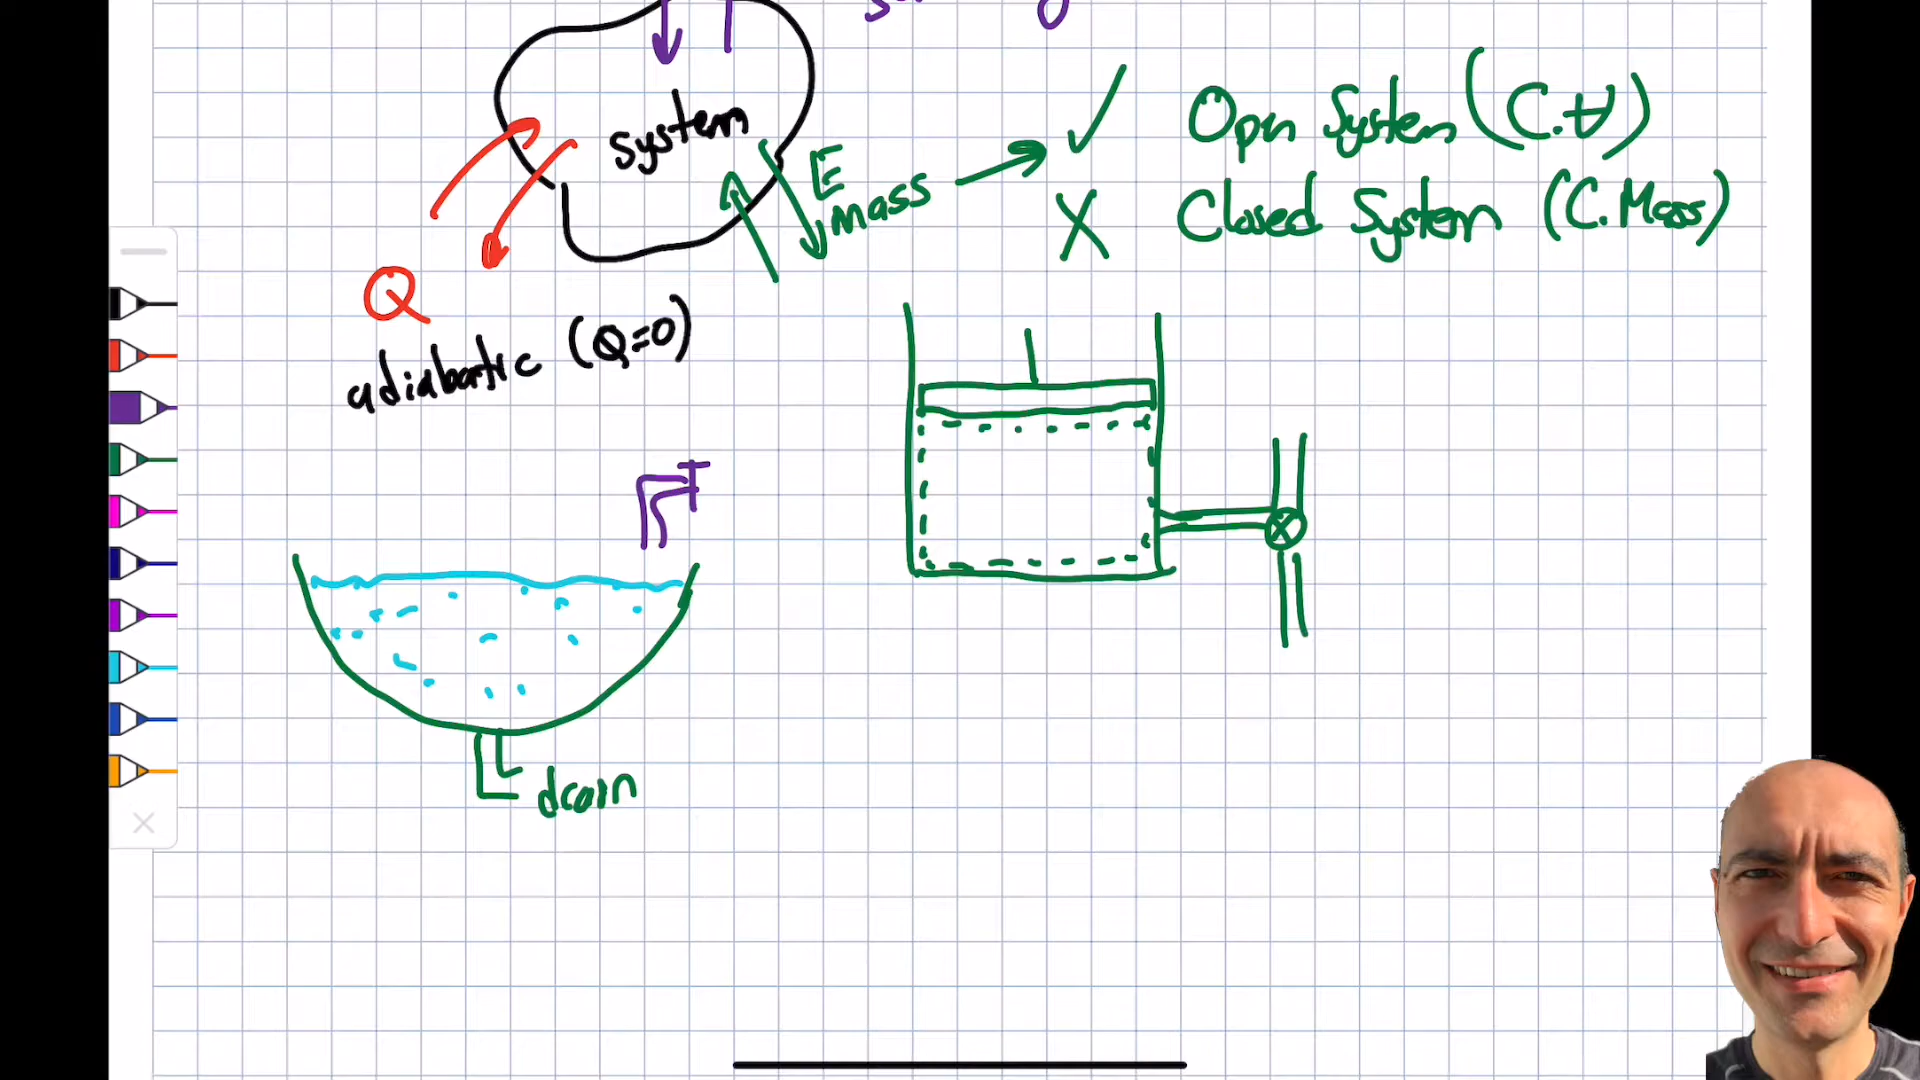 system
E
mass
✓ Open System (C.∀)
X Closed System (C.Mass)
Q
adiabatic (Q=0)
drain